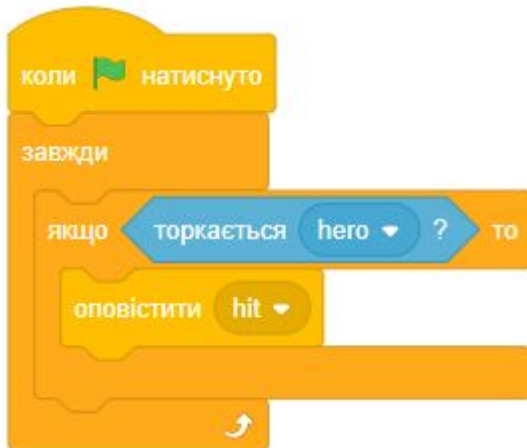 коли натиснуто
завжди
якщо торкається hero ? то
оповістити hit